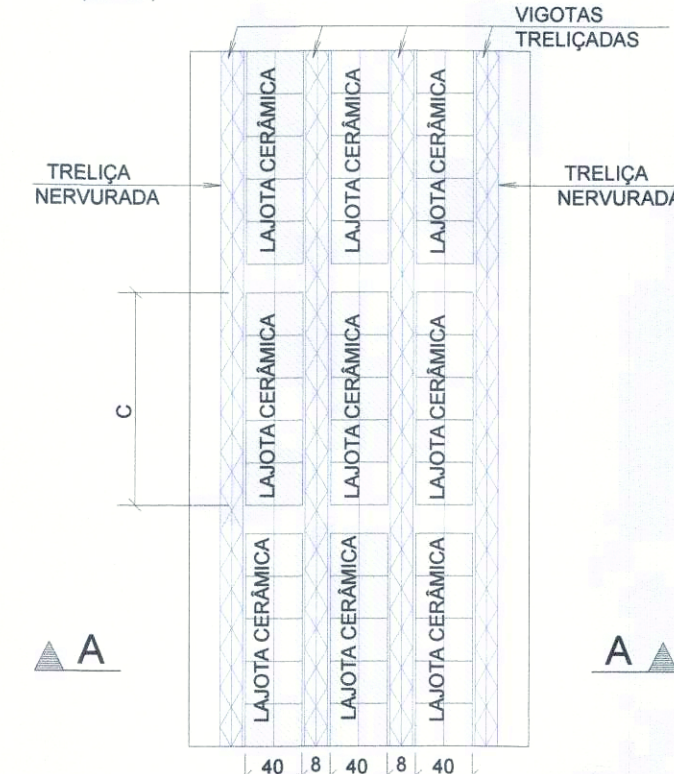 VIGOTAS
TRELIÇADAS
TRELIÇA
NERVURADA
TRELIÇA
NERVURADA
LAJOTA CERÂMICA
LAJOTA CERÂMICA
LAJOTA CERÂMICA
C
LAJOTA CERÂMICA
LAJOTA CERÂMICA
LAJOTA CERÂMICA
LAJOTA CERÂMICA
LAJOTA CERÂMICA
LAJOTA CERÂMICA
A
A
40 8 40 8 40